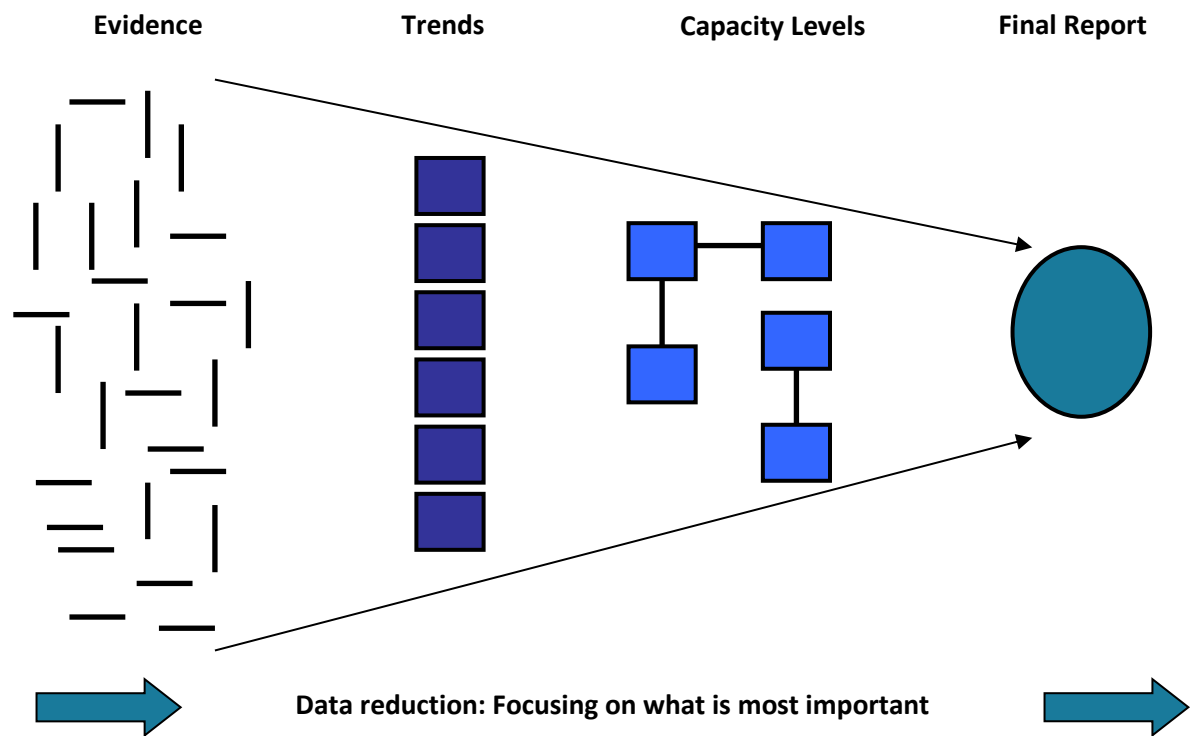 Evidence
Trends
Capacity Levels
Final Report
Data reduction: Focusing on what is most important